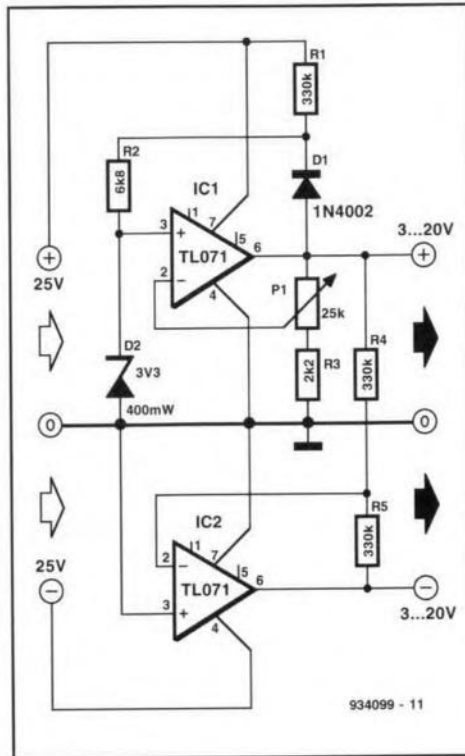 R1
330k
R2
6k8
D1
1N4002
IC1
1
7
3
+
5
6
TL071
2
−
4
3...20V
+
+
25V
P1
25k
R4
330k
D2
3V3
400mW
R3
2k2
0
0
IC2
1
7
2
−
5
6
TL071
3
+
4
R5
330k
25V
−
−
3...20V
934099 - 11